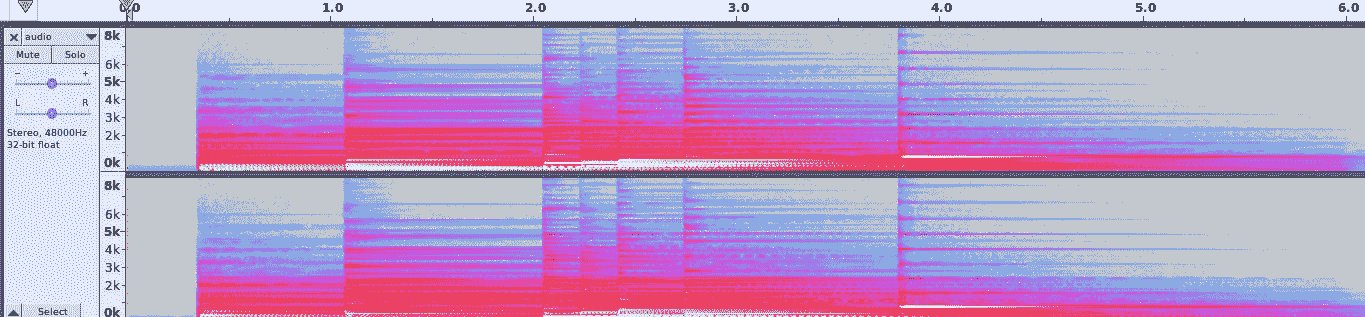 0.0 1.0 2.0 3.0 4.0 5.0 6.0
audio
Mute Solo
- +
L R
Stereo, 48000Hz
32-bit float
8k
6k
5k
4k
3k
2k
0k
8k
6k
5k
4k
3k
2k
0k
Select